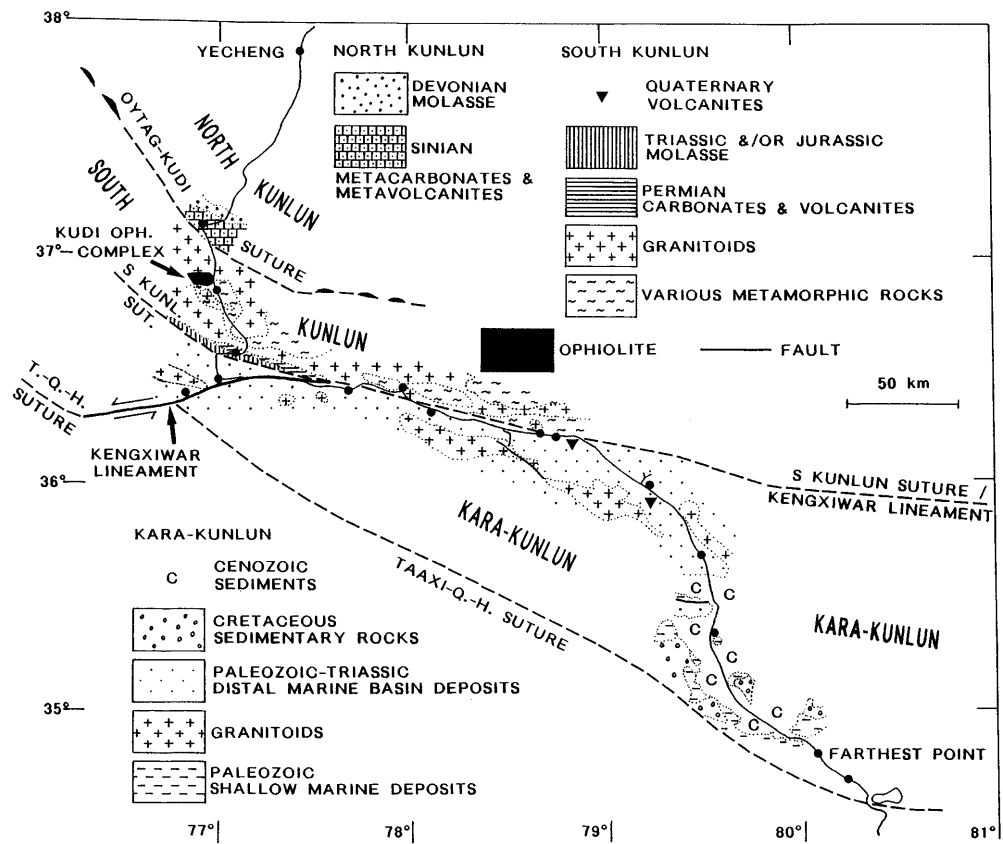 38°
YECHENG
NORTH KUNLUN
DEVONIAN
MOLASSE
SINIAN
METACARBONATES &
METAVOLCANITES
SOUTH KUNLUN
QUATERNARY
VOLCANITES
TRIASSIC &/OR JURASSIC
MOLASSE
PERMIAN
CARBONATES & VOLCANITES
GRANITOIDS
VARIOUS METAMORPHIC ROCKS
OPHIOLITE
FAULT
50 km
OYTAG-KUDI
SUTURE
NORTH
KUNLUN
SOUTH
KUNLUN
KUDI OPH.
37°
COMPLEX
S KUNL.
SUT.
T.-Q.-H.
SUTURE
KENGXIWAR
LINEAMENT
36°
S KUNLUN SUTURE /
KENGXIWAR LINEAMENT
KARA-KUNLUN
TAAXI-Q.-H. SUTURE
KARA-KUNLUN
C
C
C
C
C
C
C
KARA-KUNLUN
C
CENOZOIC
SEDIMENTS
CRETACEOUS
SEDIMENTARY ROCKS
PALEOZOIC-TRIASSIC
DISTAL MARINE BASIN DEPOSITS
35°
GRANITOIDS
PALEOZOIC
SHALLOW MARINE DEPOSITS
FARTHEST POINT
77°
78°
79°
80°
81°